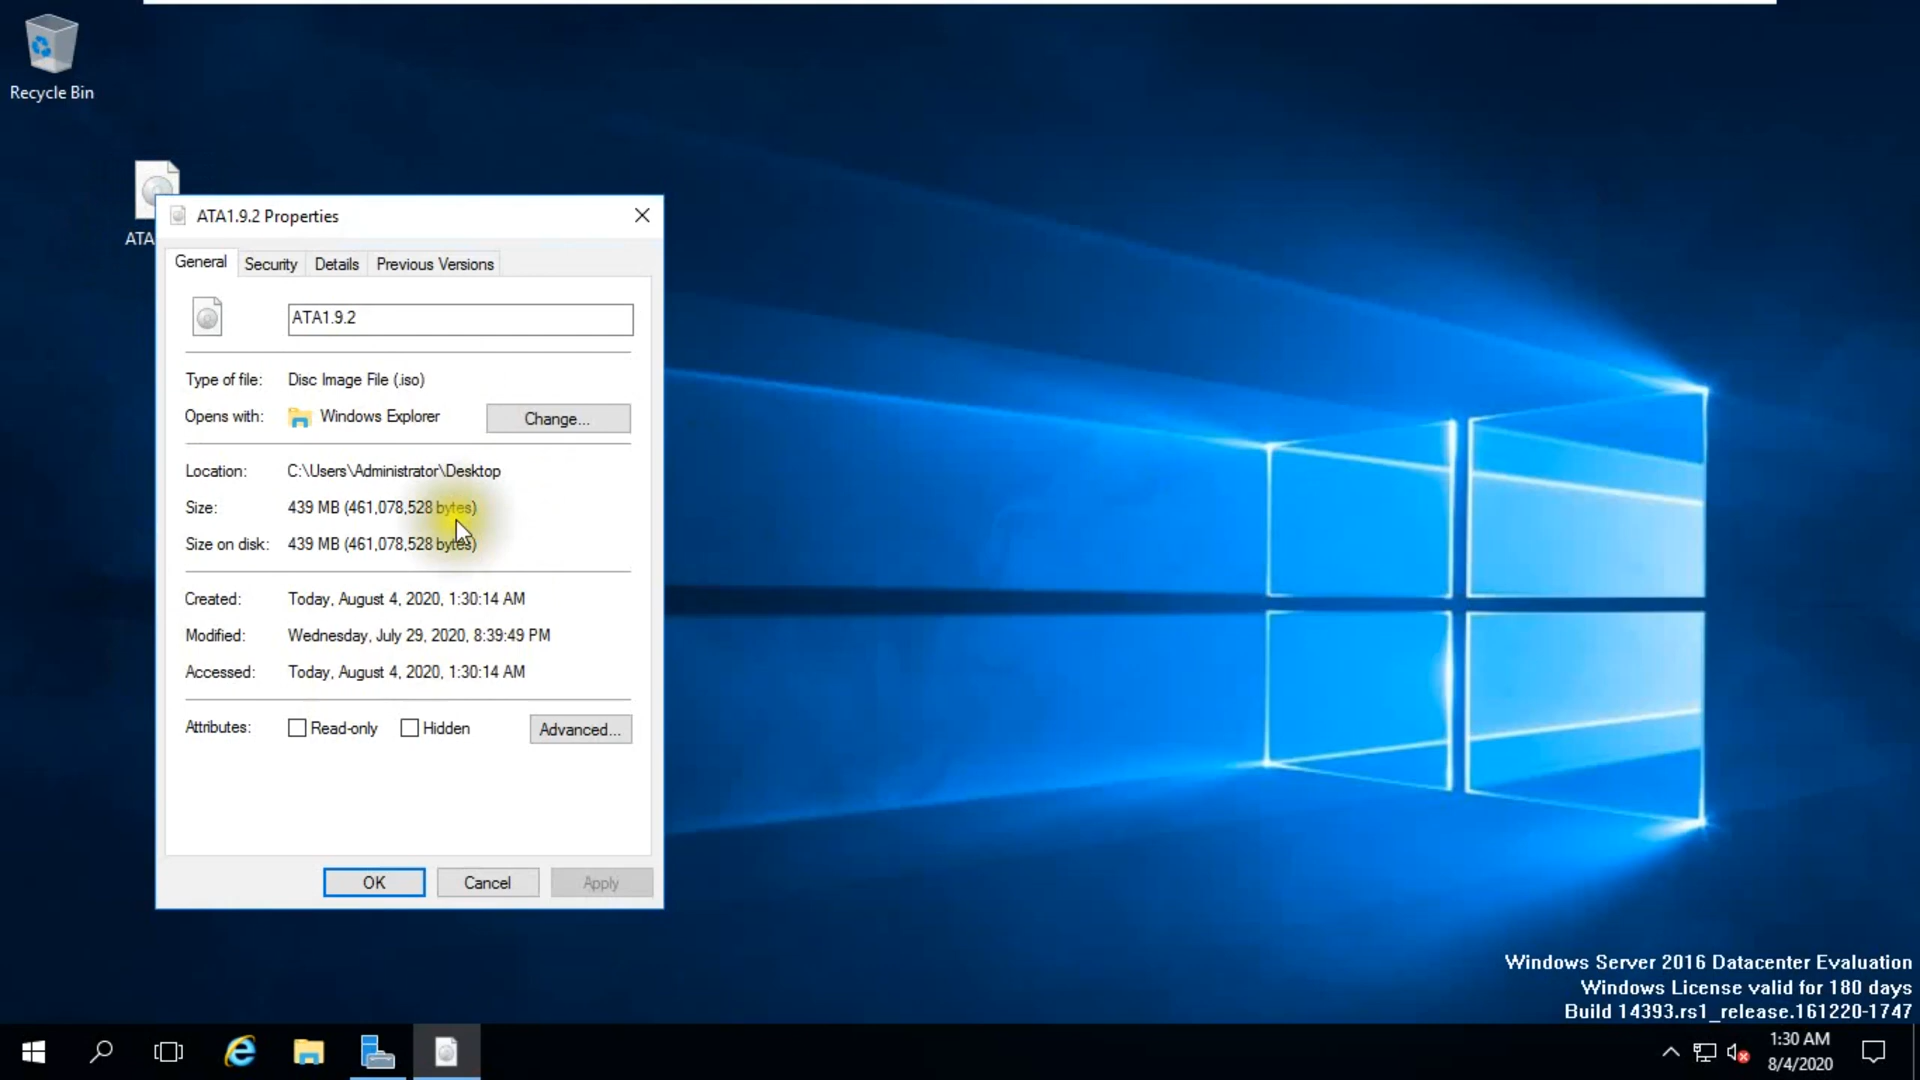 Recycle Bin
ATA
ATA1.9.2 Properties
General Security Details Previous Versions
ATA1.9.2
Type of file: Disc Image File (.iso)
Opens with: Windows Explorer Change...
Location: C:\Users\Administrator\Desktop
Size: 439 MB (461,078,528 bytes)
Size on disk: 439 MB (461,078,528 bytes)
Created: Today, August 4, 2020, 1:30:14 AM
Modified: Wednesday, July 29, 2020, 8:39:49 PM
Accessed: Today, August 4, 2020, 1:30:14 AM
Attributes: Read-only Hidden Advanced...
OK Cancel Apply
Windows Server 2016 Datacenter Evaluation
Windows License valid for 180 days
Build 14393.rs1_release.161220-1747
1:30 AM
8/4/2020